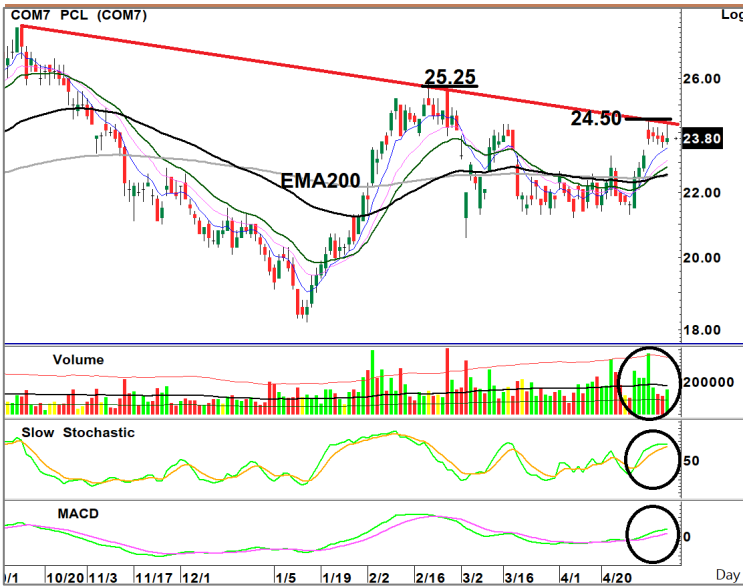 COM7 PCL (COM7)
Log
26.00
25.25
24.50
23.80
EMA200
22.00
20.00
18.00
Volume
200000
Slow Stochastic
50
MACD
0
0/1 10/20 11/3 11/17 12/1 1/5 1/19 2/2 2/16 3/2 3/16 4/1 4/20 Day